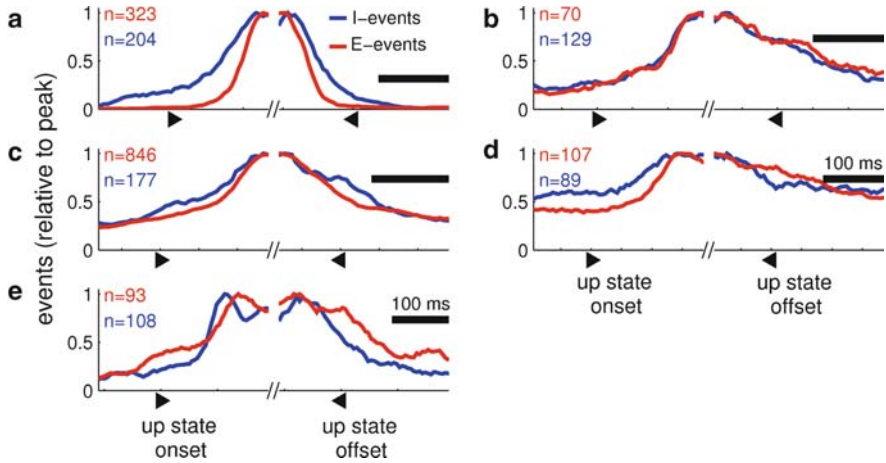 a
n=323
n=204
I-events
E-events
1
0.5
0
b
n=70
n=129
1
0.5
0
c
n=846
n=177
1
0.5
0
d
n=107
n=89
100 ms
1
0.5
0
e
n=93
n=108
100 ms
1
0.5
0
events (relative to peak)
up state
onset
up state
offset
up state
onset
up state
offset